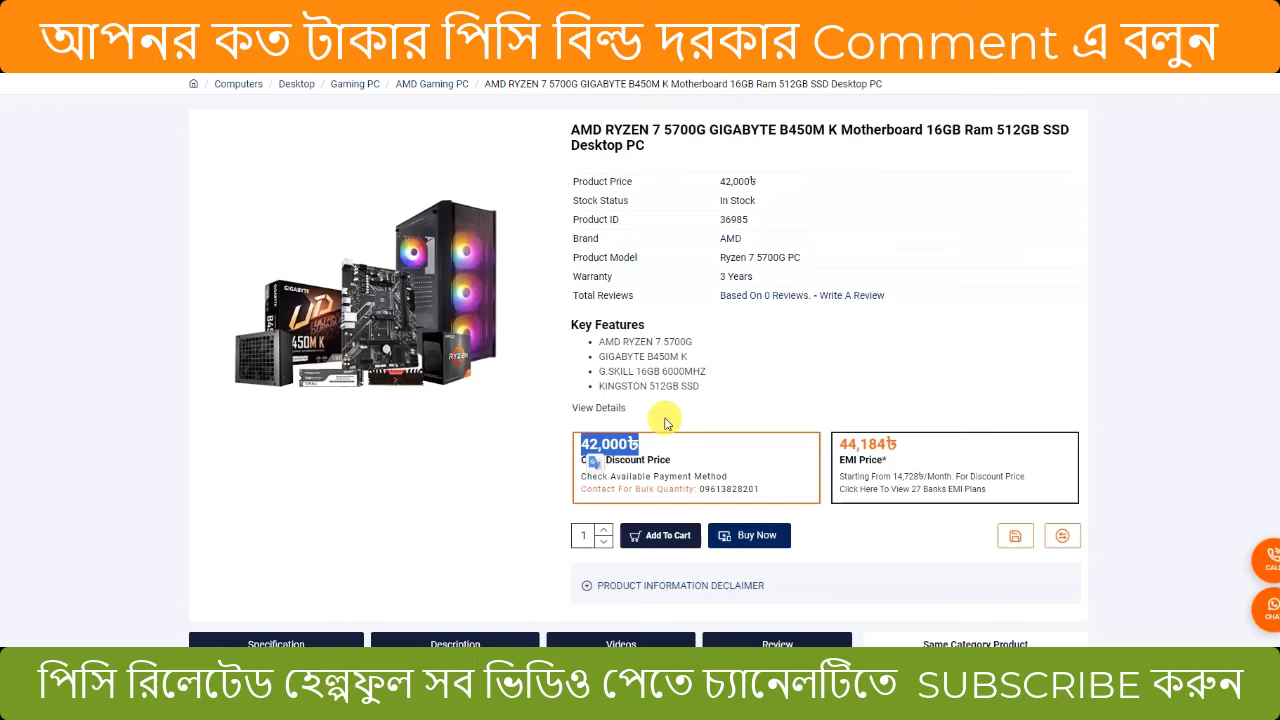 আপনর কত টাকার পিসি বিল্ড দরকার Comment এ বলুন
/ Computers / Desktop / Gaming PC / AMD Gaming PC / AMD RYZEN 7 5700G GIGABYTE B450M K Motherboard 16GB Ram 512GB SSD Desktop PC
AMD RYZEN 7 5700G GIGABYTE B450M K Motherboard 16GB Ram 512GB SSD
Desktop PC
Product Price 42,000৳
Stock Status In Stock
Product ID 36985
Brand AMD
Product Model Ryzen 7 5700G PC
Warranty 3 Years
Total Reviews Based On 0 Reviews. - Write A Review
Key Features
AMD RYZEN 7 5700G
GIGABYTE B450M K
G.SKILL 16GB 6000MHZ
KINGSTON 512GB SSD
View Details
GIGABYTE
UD
450M K
RYZEN
42,000৳
Discount Price
Check Available Payment Method
Contact For Bulk Quantity: 09613828201
44,184৳
EMI Price*
Starting From 14,728৳/Month. For Discount Price
Click Here To View 27 Banks EMI Plans
1
Add To Cart
Buy Now
CALL
CHAT
PRODUCT INFORMATION DECLAIMER
Specification Description Videos Review Same Category Product
পিসি রিলেটেড হেল্পফুল সব ভিডিও পেতে চ্যানেলটিতে SUBSCRIBE করুন